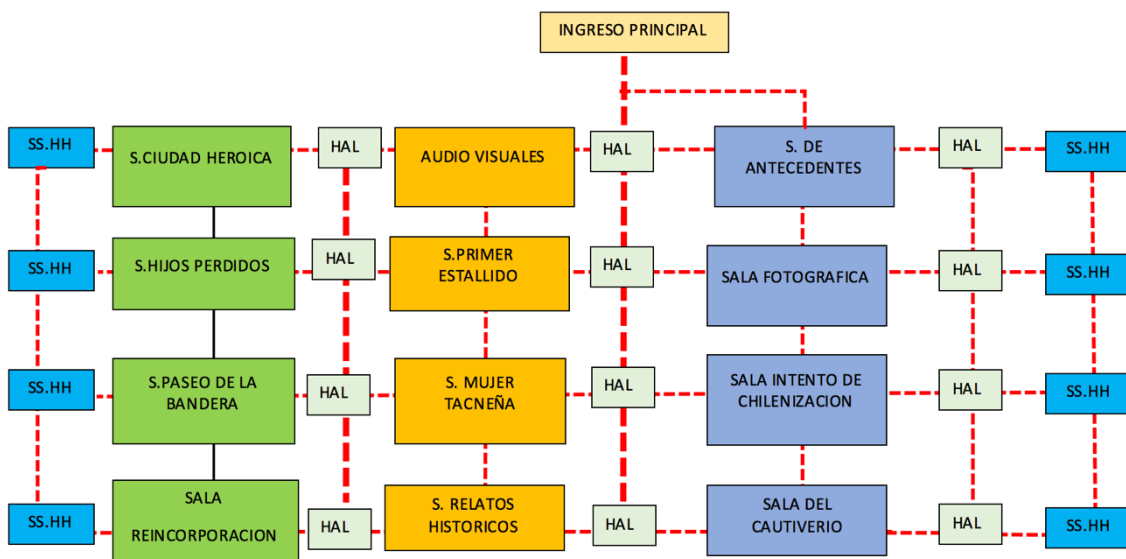 INGRESO PRINCIPAL
SS.HH
S.CIUDAD HEROICA
HAL
AUDIO VISUALES
HAL
S. DE
ANTECEDENTES
HAL
SS.HH
SS.HH
S.HIJOS PERDIDOS
HAL
S.PRIMER
ESTALLIDO
HAL
SALA FOTOGRAFICA
HAL
SS.HH
SS.HH
S.PASEO DE LA
BANDERA
HAL
S. MUJER
TACNEÑA
HAL
SALA INTENTO DE
CHILENIZACION
HAL
SS.HH
SS.HH
SALA
REINCORPORACION
HAL
S. RELATOS
HISTORICOS
HAL
SALA DEL
CAUTIVERIO
HAL
SS.HH